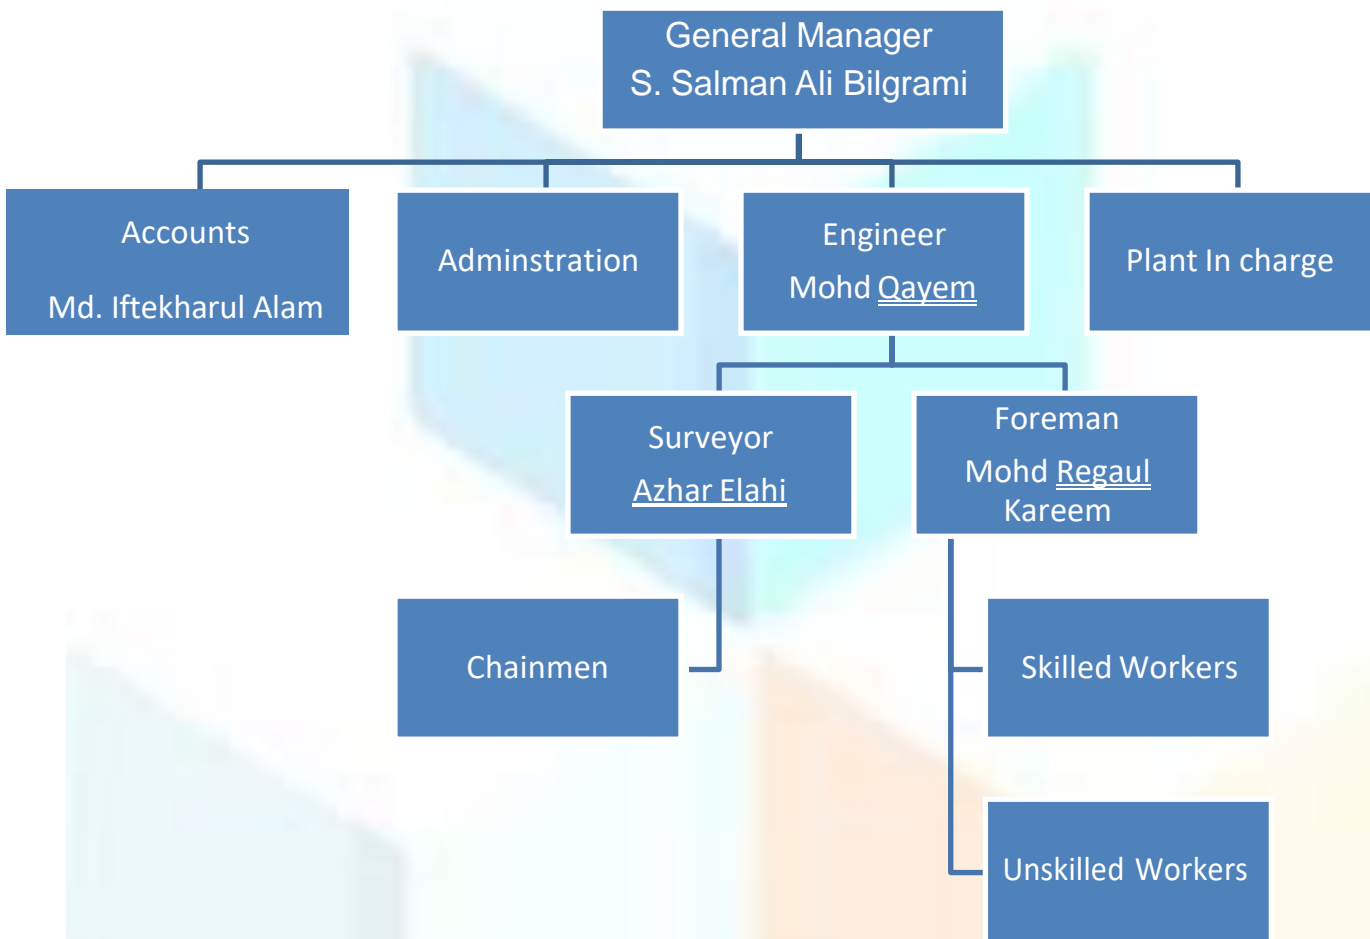 General Manager
S. Salman Ali Bilgrami
Accounts
Md. Iftekharul Alam
Adminstration
Engineer
Mohd Qayem
Plant In charge
Surveyor
Azhar Elahi
Foreman
Mohd Regaul
Kareem
Chainmen
Skilled Workers
Unskilled Workers